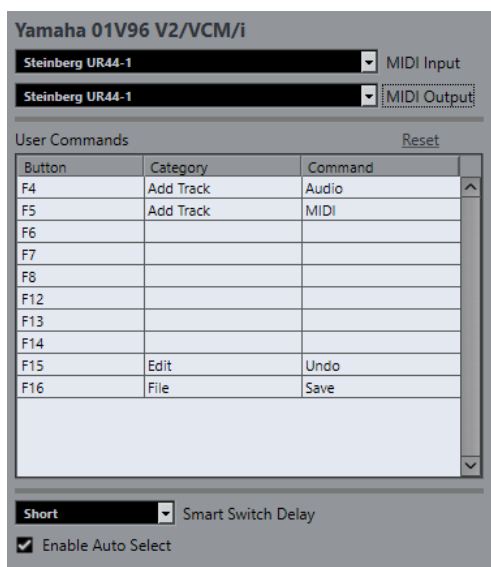 Yamaha 01V96 V2/VCM/i
Steinberg UR44-1 MIDI Input
Steinberg UR44-1 MIDI Output
User Commands Reset
Button Category Command
F4 Add Track Audio
F5 Add Track MIDI
F6
F7
F8
F12
F13
F14
F15 Edit Undo
F16 File Save
Short Smart Switch Delay
Enable Auto Select